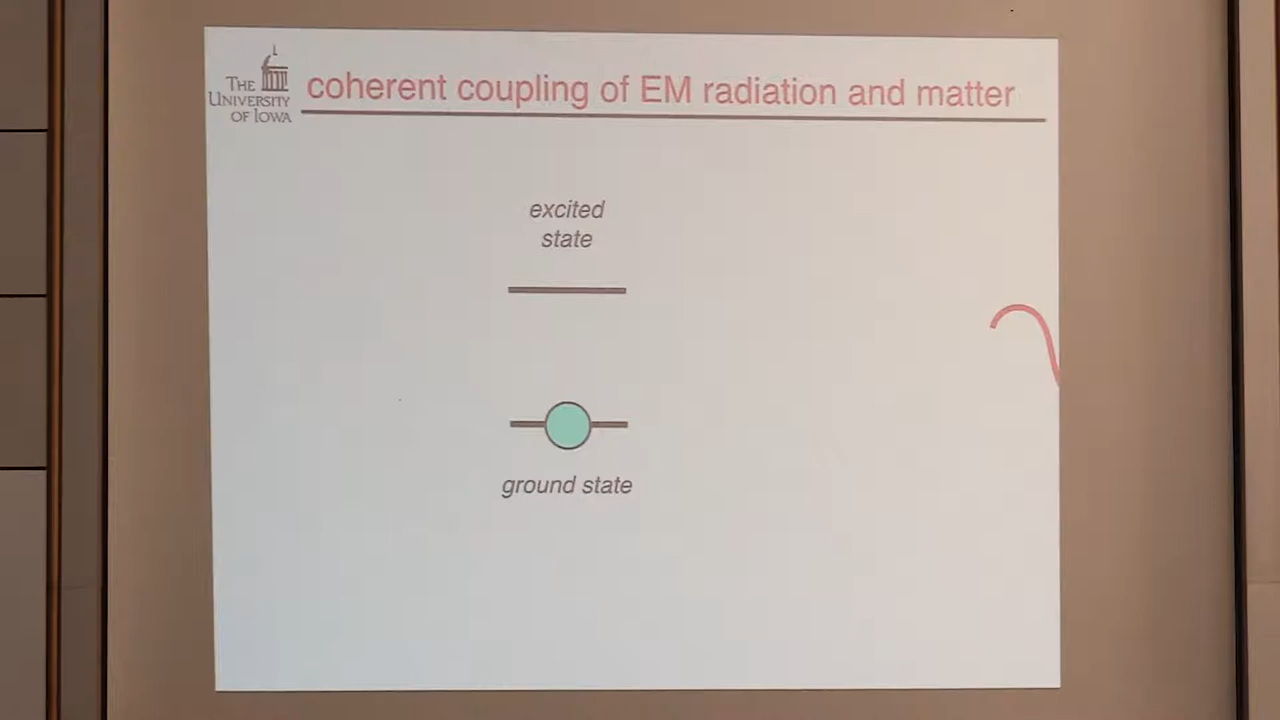 THE
UNIVERSITY
OF IOWA
coherent coupling of EM radiation and matter
excited
state
ground state